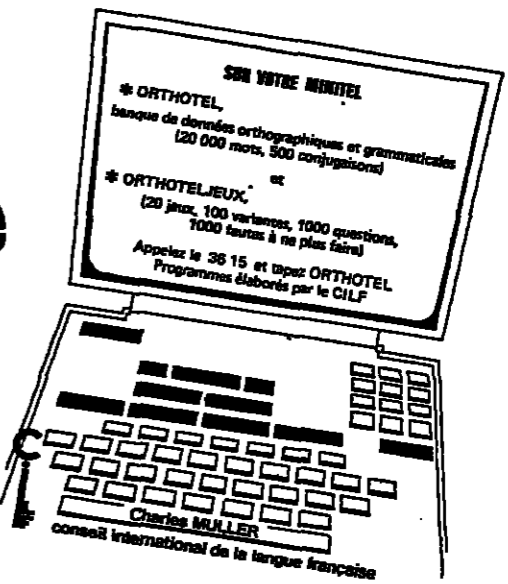 SUR VOTRE MINITEL
* ORTHOTEL,
banque de données orthographiques et grammaticales
(20 000 mots, 500 conjugaisons)
et
* ORTHOTELJEUX,
(20 jeux, 100 variantes, 1000 questions,
1000 fautes à ne plus faire)
Appelez le 36 15 et tapez ORTHOTEL
Programmes élaborés par le CILF
Charles MULLER
conseil international de la langue française